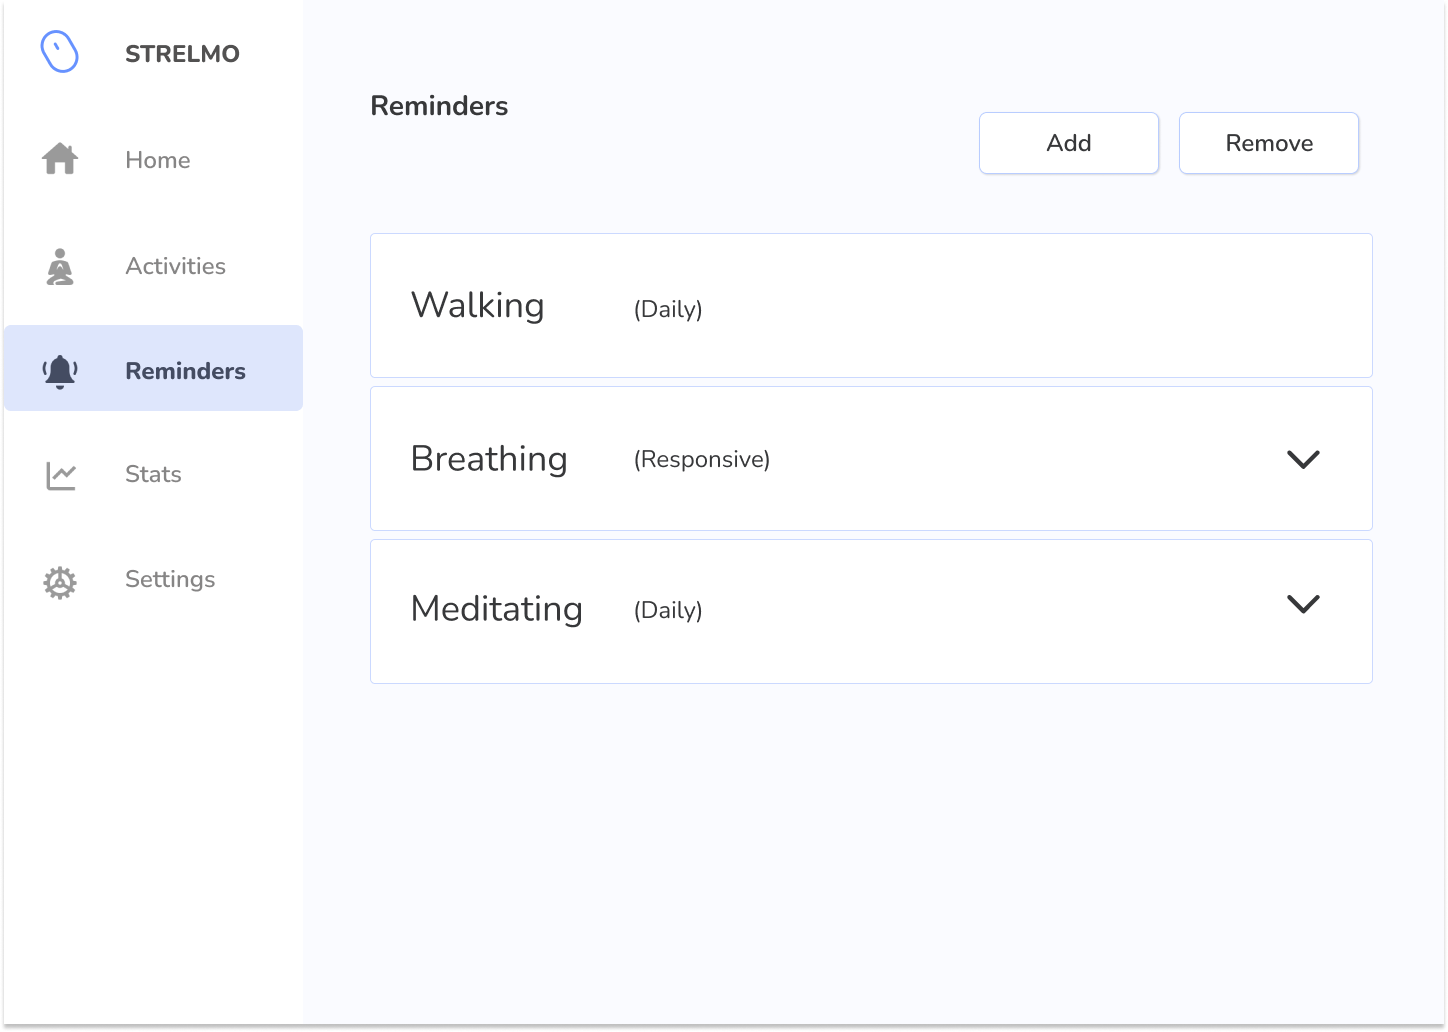 STRELMO
Home
Activities
Reminders
Stats
Settings
Reminders
Add
Remove
Walking (Daily)
Breathing (Responsive)
Meditating (Daily)